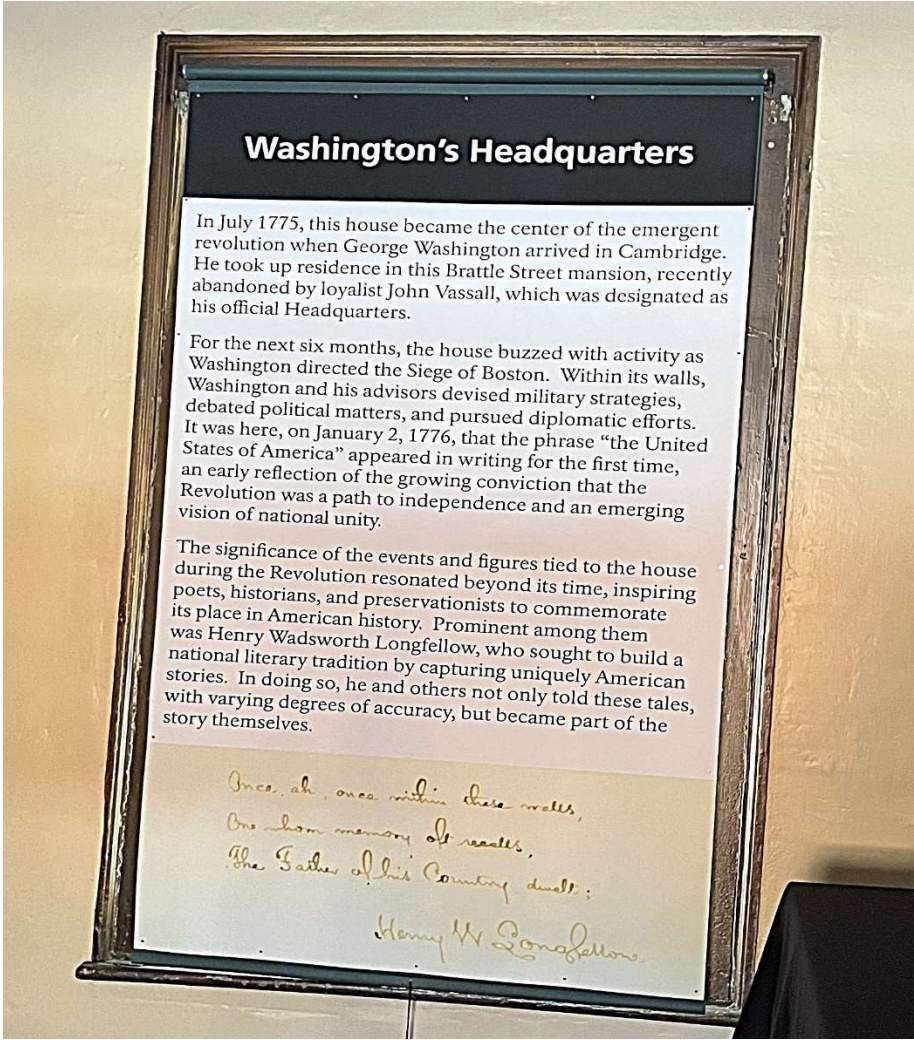 Washington's Headquarters
In July 1775, this house became the center of the emergent
revolution when George Washington arrived in Cambridge.
He took up residence in this Brattle Street mansion, recently
abandoned by loyalist John Vassall, which was designated as
his official Headquarters.
For the next six months, the house buzzed with activity as
Washington directed the Siege of Boston. Within its walls,
Washington and his advisors devised military strategies,
debated political matters, and pursued diplomatic efforts.
It was here, on January 2, 1776, that the phrase “the United
States of America” appeared in writing for the first time,
an early reflection of the growing conviction that the
Revolution was a path to independence and an emerging
vision of national unity.
The significance of the events and figures tied to the house
during the Revolution resonated beyond its time, inspiring
poets, historians, and preservationists to commemorate
its place in American history. Prominent among them
was Henry Wadsworth Longfellow, who sought to build a
national literary tradition by capturing uniquely American
stories. In doing so, he and others not only told these tales,
with varying degrees of accuracy, but became part of the
story themselves.
Once, ah, once within these walls,
One whom memory oft recalls,
The Father of his Country dwelt;
Henry W. Longfellow.